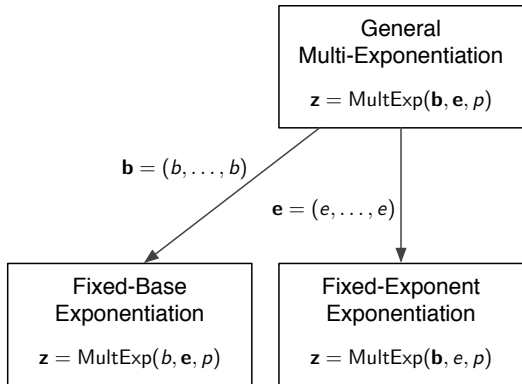 General
Multi-Exponentiation
z = MultExp(b, e, p)
b = (b, . . . , b)
e = (e, . . . , e)
Fixed-Base
Exponentiation
z = MultExp(b, e, p)
Fixed-Exponent
Exponentiation
z = MultExp(b, e, p)